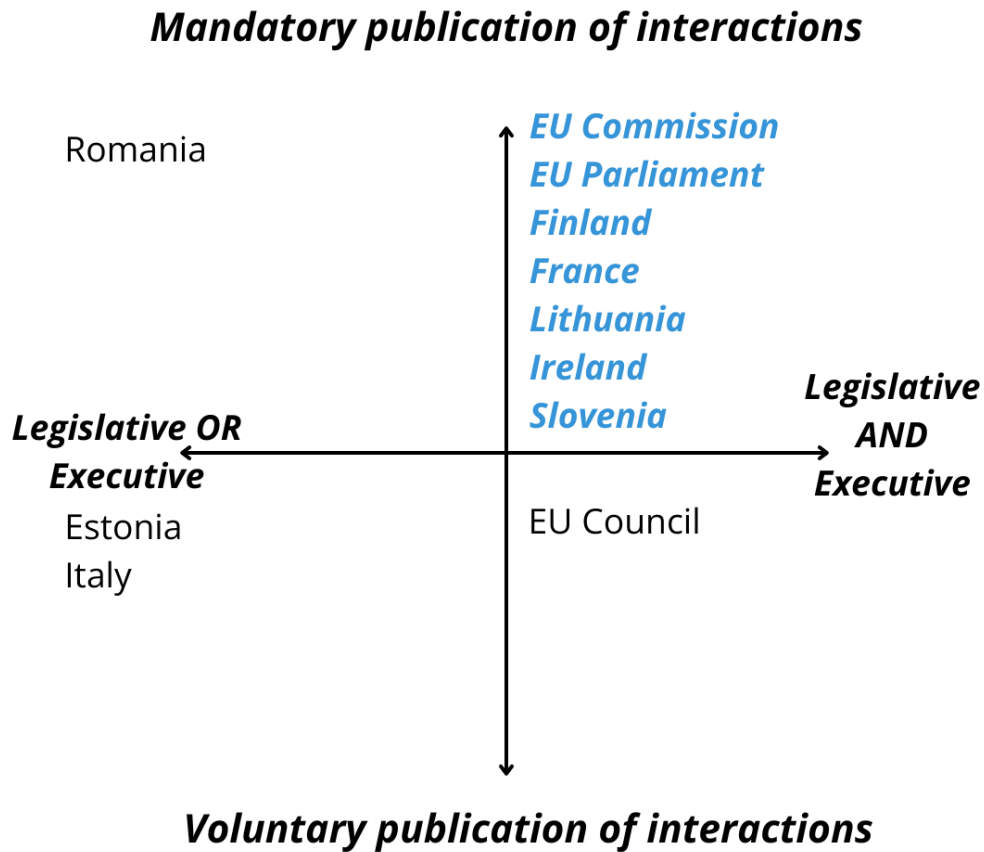 Mandatory publication of interactions
Romania
EU Commission
EU Parliament
Finland
France
Lithuania
Ireland
Slovenia
Legislative OR
Executive
Legislative
AND
Executive
Estonia
Italy
EU Council
Voluntary publication of interactions